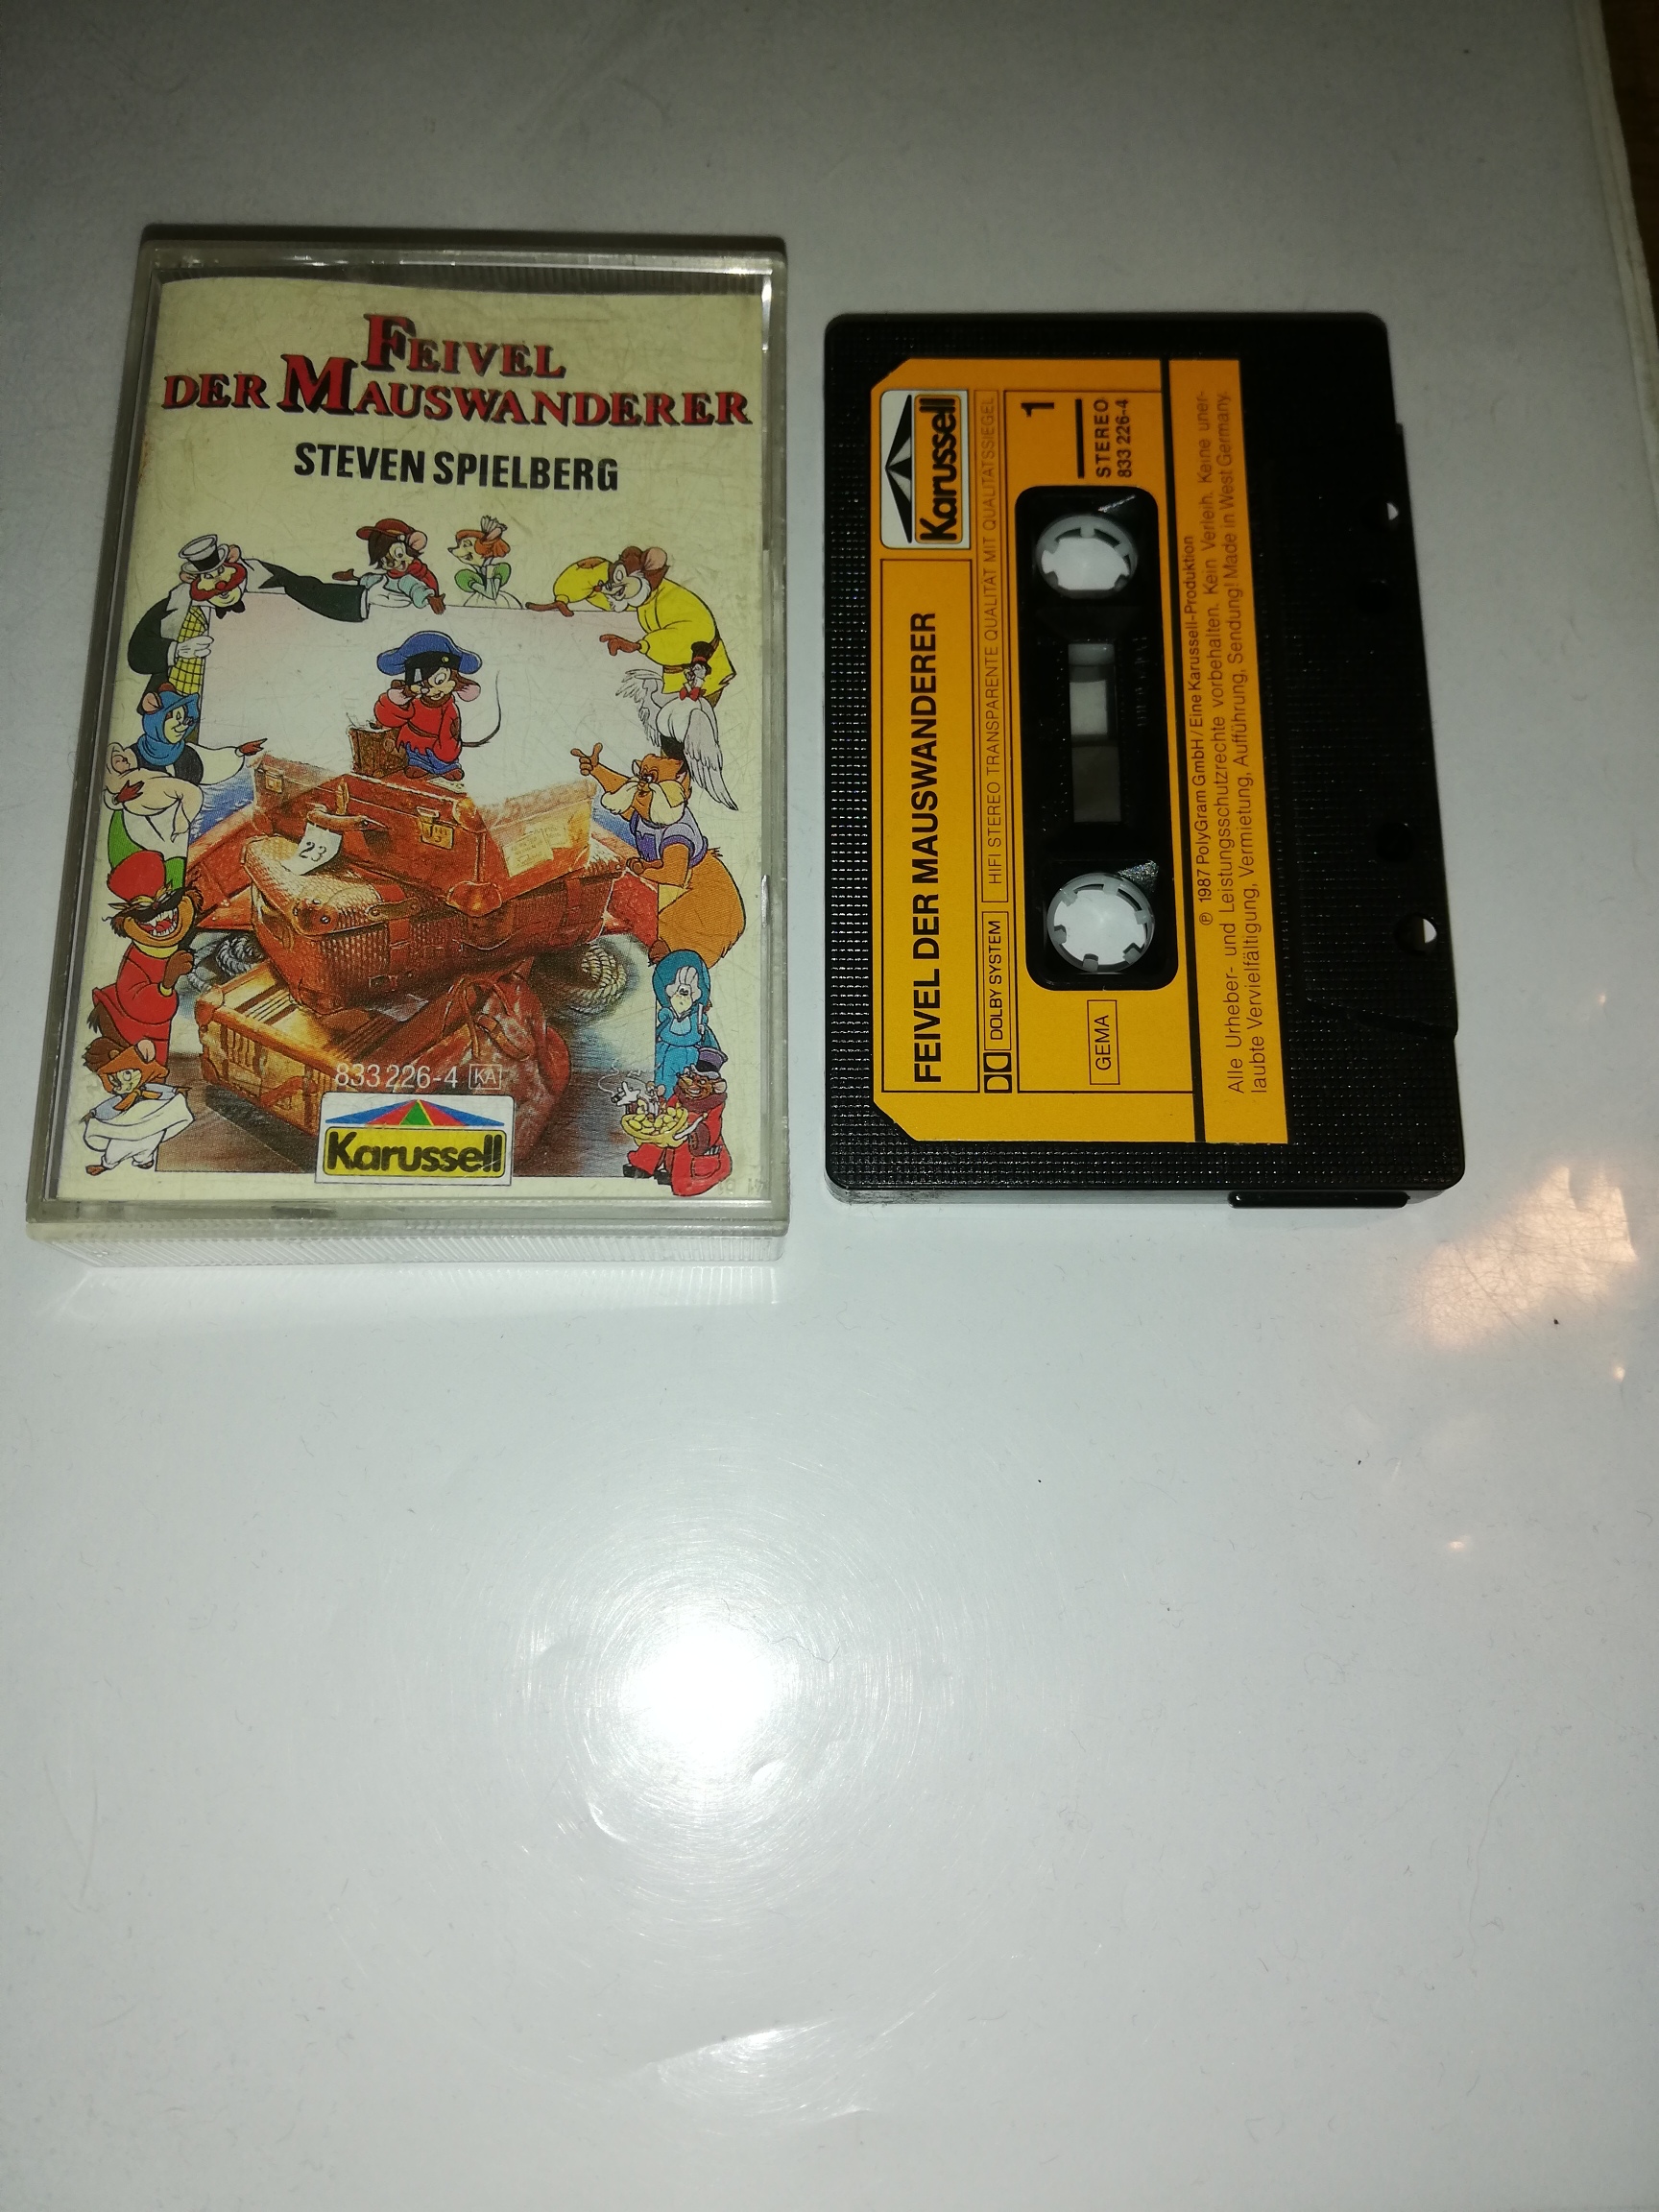 FEIVEL
DER MAUSWANDERER
STEVEN SPIELBERG
23
833 226-4 KA
Karussell
Karussell
FEIVEL DER MAUSWANDERER
DOLBY SYSTEM
HIFI STEREO TRANSPARENTE QUALITÄT MIT QUALITÄTSSIEGEL
1
STEREO
833 226-4
GEMA
Ⓟ 1987 PolyGram GmbH / Eine Karussell-Produktion
Alle Urheber- und Leistungsschutzrechte vorbehalten. Kein Verleih. Keine uner-
laubte Vervielfältigung, Vermietung, Aufführung, Sendung! Made in West Germany.